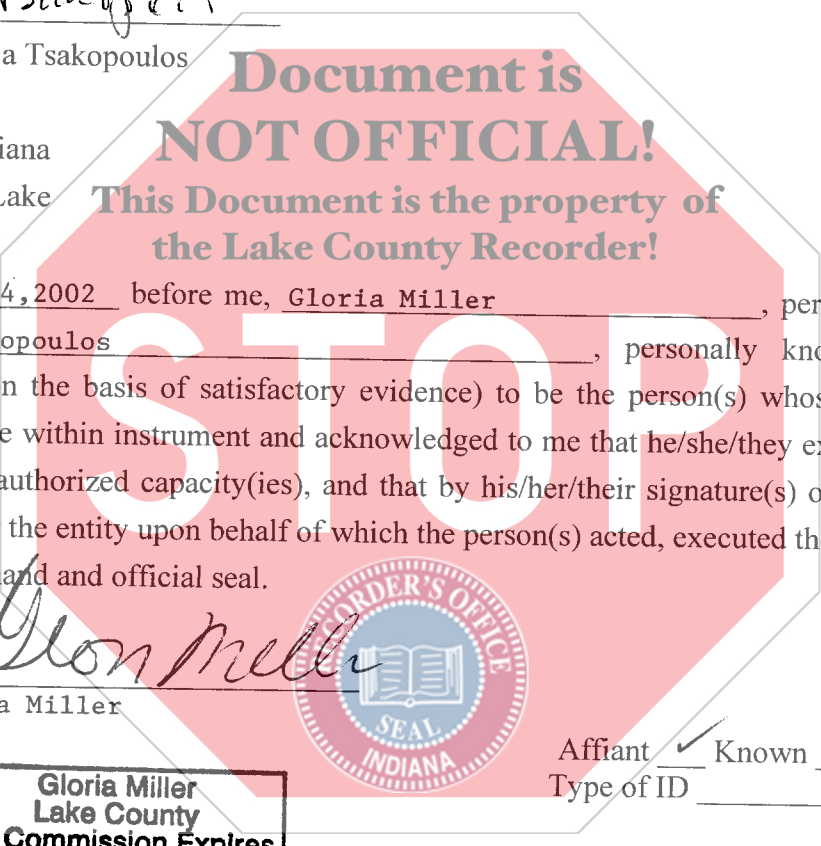 a Tsakopoulos
Document is
NOT OFFICIAL!
iana
Lake
This Document is the property of
the Lake County Recorder!
4,2002 before me, Gloria Miller, per
opoulos, personally kno
n the basis of satisfactory evidence) to be the person(s) whos
e within instrument and acknowledged to me that he/she/they ex
authorized capacity(ies), and that by his/her/their signature(s) o
the entity upon behalf of which the person(s) acted, executed th
and and official seal.
STOP
RECORDER'S OFFICE
SEAL
INDIANA
a Miller
Affiant ✓ Known
Type of ID
Gloria Miller
Lake County
Commission Expires